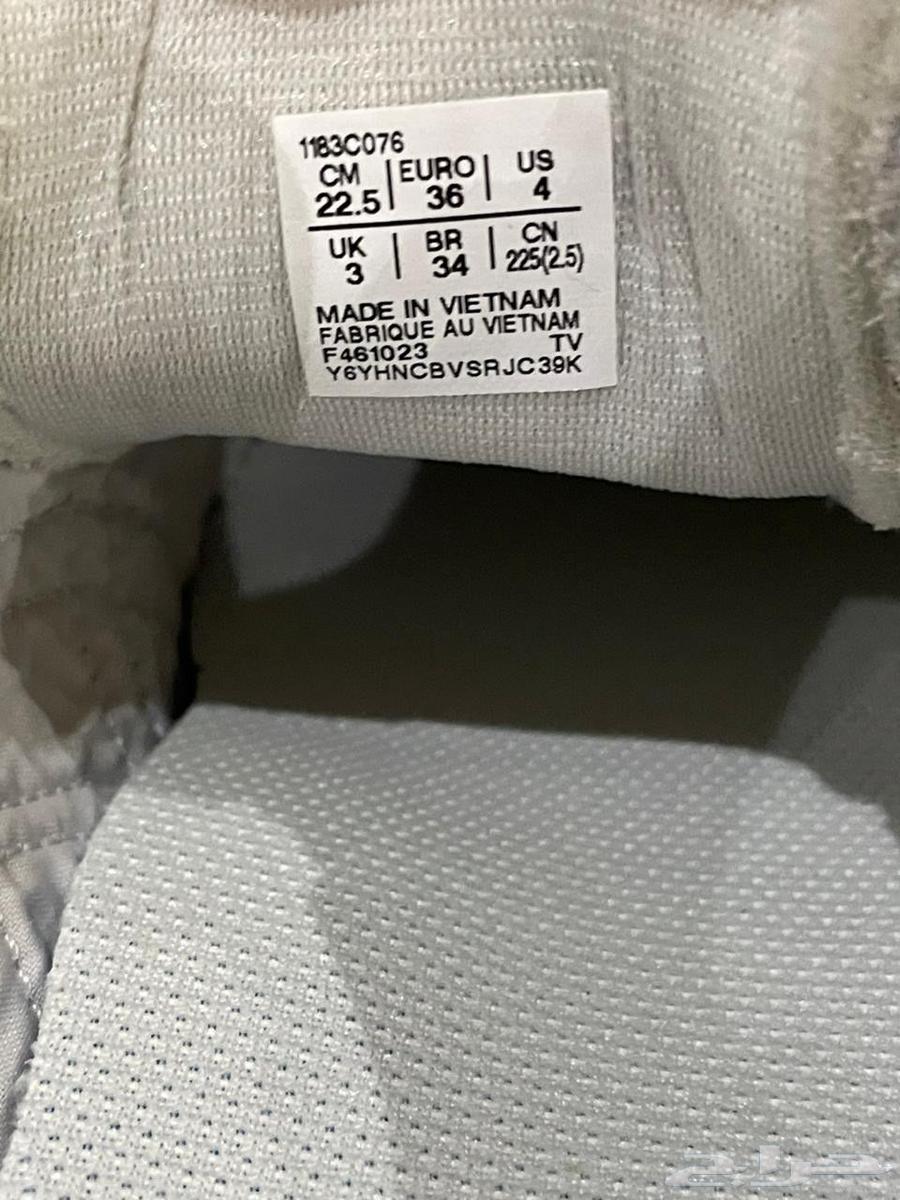 1183C076
CM | EURO | US
22.5 | 36 | 4
UK | BR | CN
3 | 34 | 225(2.5)
MADE IN VIETNAM
FABRIQUE AU VIETNAM
F461023 TV
Y6YHNCBVSRJC39K
حراج